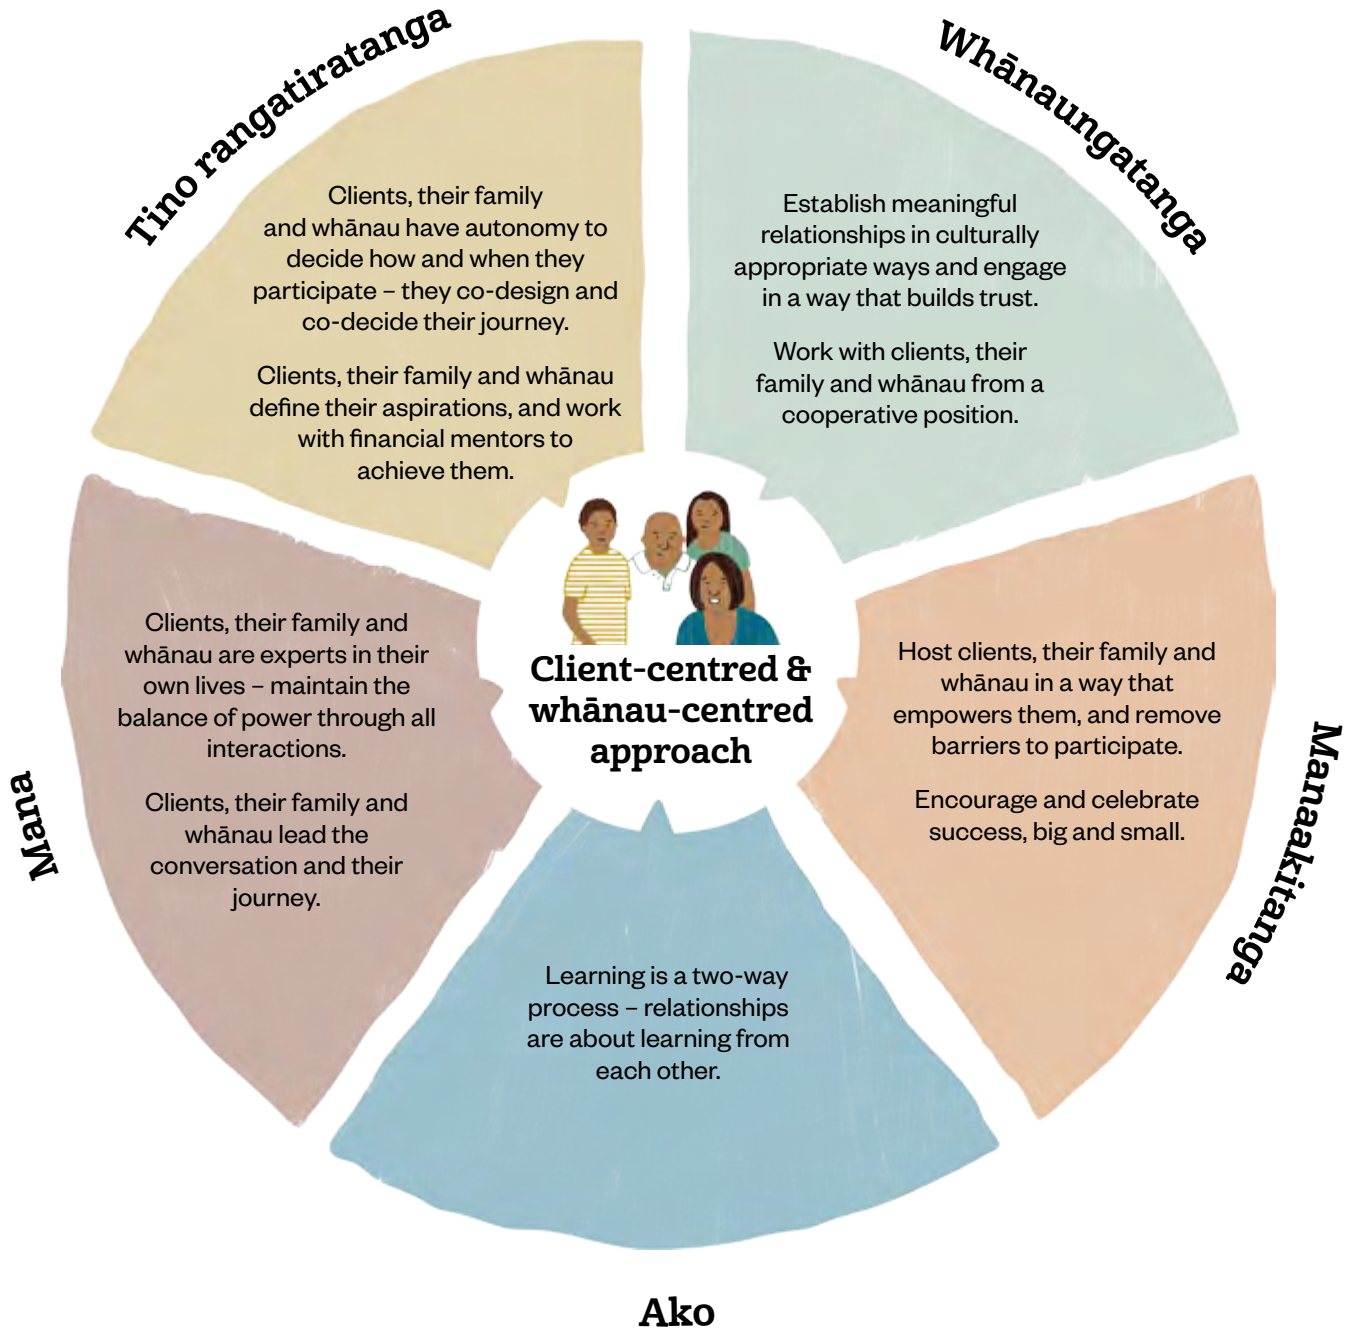 Tino rangatiratanga
Clients, their family
and whānau have autonomy to
decide how and when they
participate – they co-design and
co-decide their journey.
Clients, their family and whānau
define their aspirations, and work
with financial mentors to
achieve them.
Whānaungatanga
Establish meaningful
relationships in culturally
appropriate ways and engage
in a way that builds trust.
Work with clients, their
family and whānau from a
cooperative position.
Client-centred &
whānau-centred
approach
Manaakitanga
Host clients, their family and
whānau in a way that
empowers them, and remove
barriers to participate.
Encourage and celebrate
success, big and small.
Ako
Learning is a two-way
process – relationships
are about learning from
each other.
Mana
Clients, their family and
whānau are experts in their
own lives – maintain the
balance of power through all
interactions.
Clients, their family and
whānau lead the
conversation and their
journey.